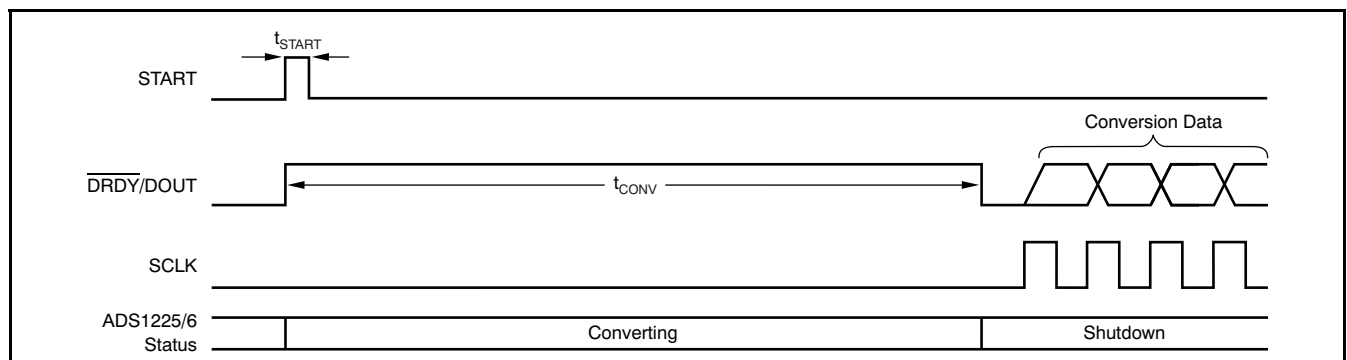 tSTART
START
Conversion Data
DRDY/DOUT
tCONV
SCLK
ADS1225/6
Status
Converting
Shutdown